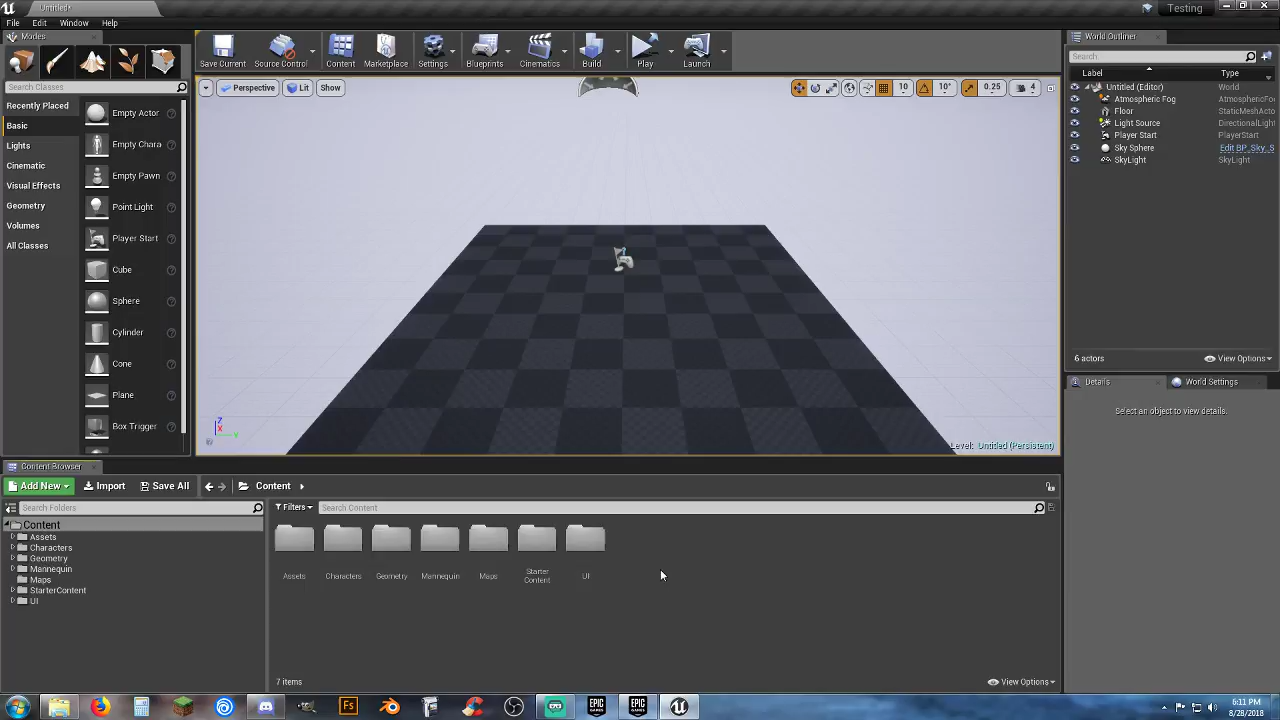 Untitled*
Testing
File Edit Window Help
Modes
Search Classes
Recently Placed
Basic
Lights
Cinematic
Visual Effects
Geometry
Volumes
All Classes
Empty Actor
Empty Chara
Empty Pawn
Point Light
Player Start
Cube
Sphere
Cylinder
Cone
Plane
Box Trigger
Save Current
Source Control
Content
Marketplace
Settings
Blueprints
Cinematics
Build
Play
Launch
Perspective
Lit
Show
10
10°
0.25
4
Z
X
Y
Level: Untitled (Persistent)
World Outliner
Search...
Label Type
Untitled (Editor) World
Atmospheric Fog AtmosphericFo
Floor StaticMeshActo
Light Source DirectionalLight
Player Start PlayerStart
Sky Sphere Edit BP_Sky_S
SkyLight SkyLight
6 actors
View Options
Details
World Settings
Select an object to view details.
Content Browser
Add New
Import
Save All
Content
Search Folders
Filters
Search Content
Content
Assets
Characters
Geometry
Mannequin
Maps
StarterContent
UI
Assets
Characters
Geometry
Mannequin
Maps
Starter
Content
UI
7 items
View Options
Fs
EPIC
GAMES
EPIC
GAMES
6:11 PM
8/28/2018